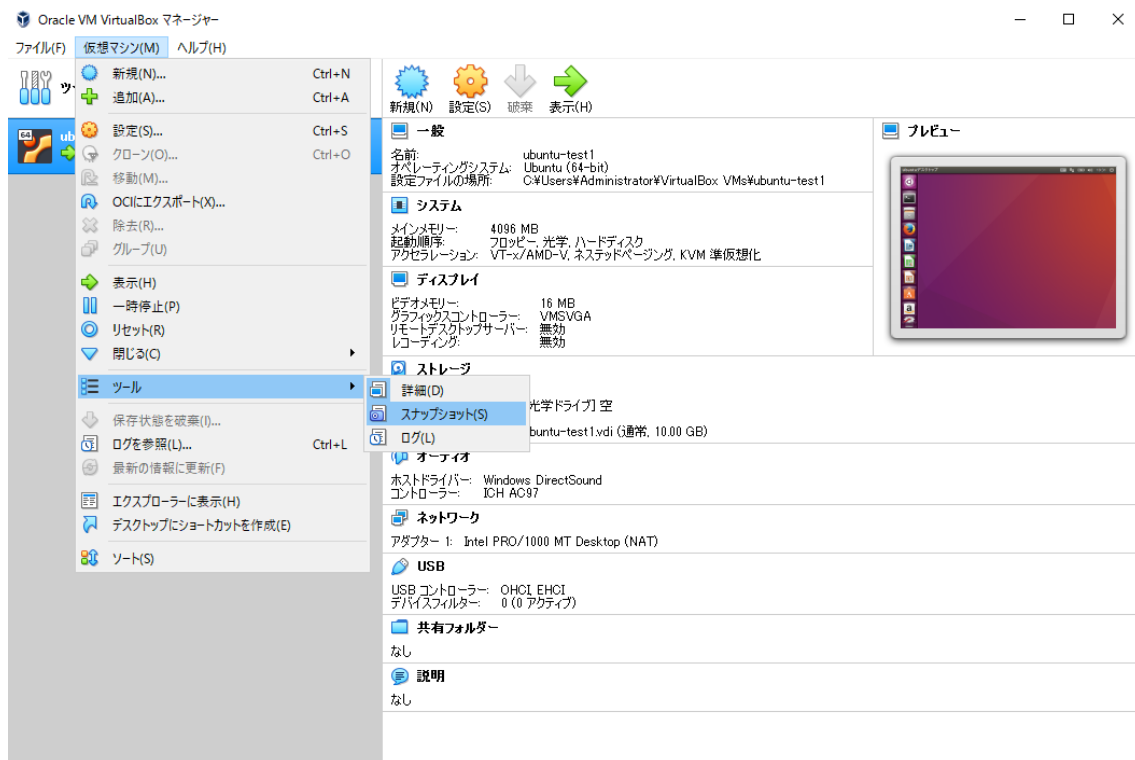 Oracle VM VirtualBox マネージャー
ファイル(F) 仮想マシン(M) ヘルプ(H)
新規(N)... Ctrl+N
追加(A)... Ctrl+A
設定(S)... Ctrl+S
クローン(O)... Ctrl+O
移動(M)...
OCIにエクスポート(X)...
除去(R)...
グループ(U)
表示(H)
一時停止(P)
リセット(R)
閉じる(C)
ツール
保存状態を破棄(I)...
ログを参照(L)... Ctrl+L
最新の情報に更新(F)
エクスプローラーに表示(H)
デスクトップにショートカットを作成(E)
ソート(S)
詳細(D)
スナップショット(S)
ログ(L)
64
新規(N) 設定(S) 破棄 表示(H)
一般
名前: ubuntu-test1
オペレーティングシステム: Ubuntu (64-bit)
設定ファイルの場所: C:¥Users¥Administrator¥VirtualBox VMs¥ubuntu-test1
プレビュー
システム
メインメモリー: 4096 MB
起動順序: フロッピー, 光学, ハードディスク
アクセラレーション: VT-x/AMD-V, ネステッドページング, KVM 準仮想化
ディスプレイ
ビデオメモリー: 16 MB
グラフィックスコントローラー: VMSVGA
リモートデスクトップサーバー: 無効
レコーディング: 無効
ストレージ
光学ドライブ] 空
buntu-test1.vdi (通常, 10.00 GB)
オーディオ
ホストドライバー: Windows DirectSound
コントローラー: ICH AC97
ネットワーク
アダプター 1: Intel PRO/1000 MT Desktop (NAT)
USB
USB コントローラー: OHCI, EHCI
デバイスフィルター: 0 (0 アクティブ)
共有フォルダー
なし
説明
なし